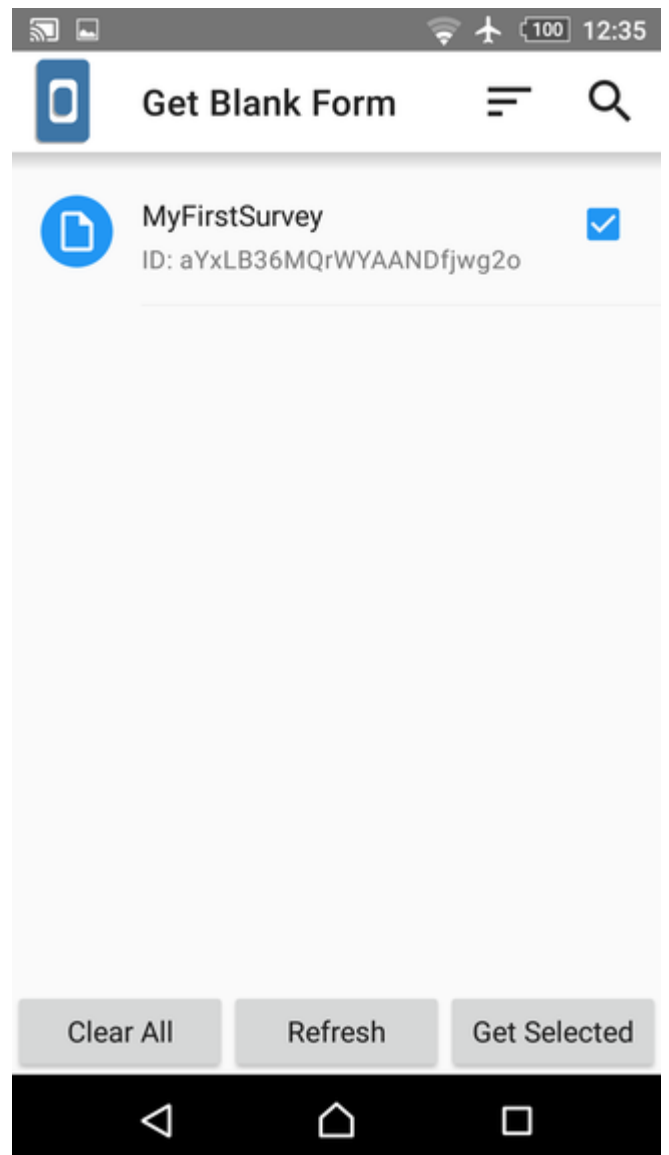 100 12:35
Get Blank Form
MyFirstSurvey
ID: aYxLB36MQrWYAANDfjwg2o
Clear All Refresh Get Selected